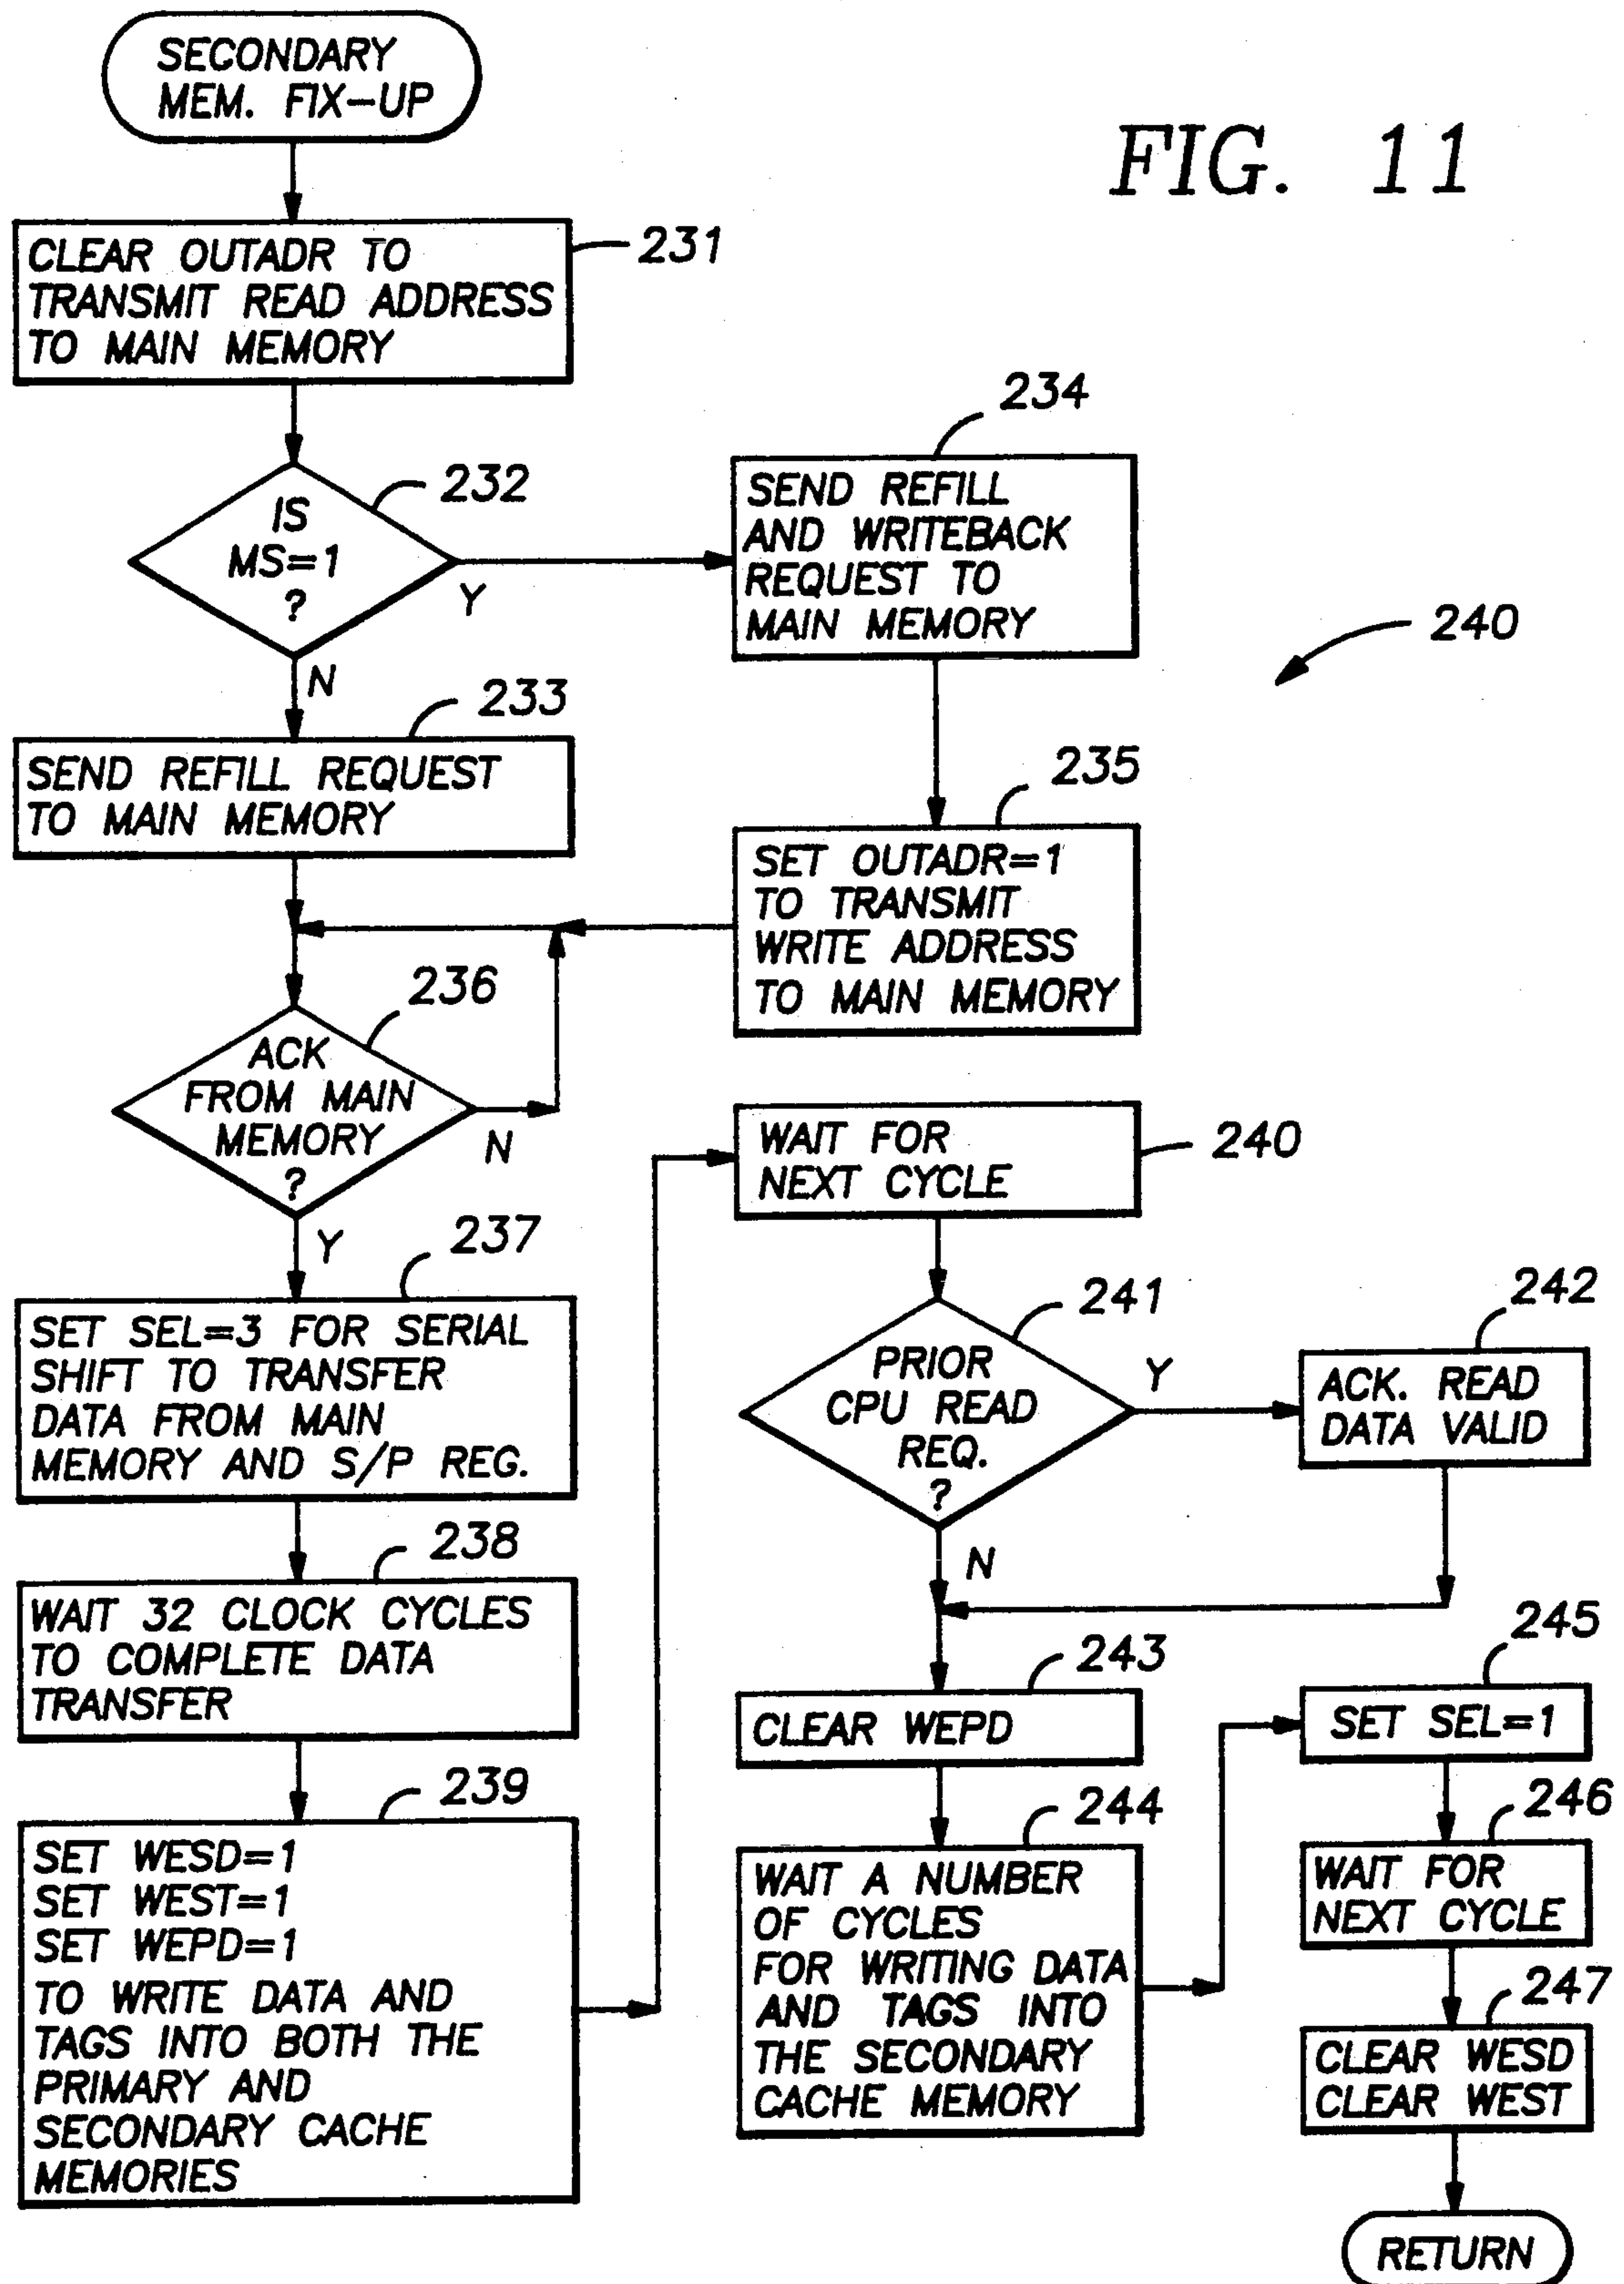 SECONDARY
MEM. FIX-UP
FIG. 11
CLEAR OUTADR TO
TRANSMIT READ ADDRESS
TO MAIN MEMORY
231
IS
MS=1
?
232
Y
N
234
SEND REFILL
AND WRITEBACK
REQUEST TO
MAIN MEMORY
240
233
SEND REFILL REQUEST
TO MAIN MEMORY
235
SET OUTADR=1
TO TRANSMIT
WRITE ADDRESS
TO MAIN MEMORY
236
ACK
FROM MAIN
MEMORY
?
N
Y
237
SET SEL=3 FOR SERIAL
SHIFT TO TRANSFER
DATA FROM MAIN
MEMORY AND S/P REG.
238
WAIT 32 CLOCK CYCLES
TO COMPLETE DATA
TRANSFER
239
SET WESD=1
SET WEST=1
SET WEPD=1
TO WRITE DATA AND
TAGS INTO BOTH THE
PRIMARY AND
SECONDARY CACHE
MEMORIES
WAIT FOR
NEXT CYCLE
240
241
PRIOR
CPU READ
REQ.
?
Y
N
242
ACK. READ
DATA VALID
243
CLEAR WEPD
244
WAIT A NUMBER
OF CYCLES
FOR WRITING DATA
AND TAGS INTO
THE SECONDARY
CACHE MEMORY
245
SET SEL=1
246
WAIT FOR
NEXT CYCLE
247
CLEAR WESD
CLEAR WEST
RETURN